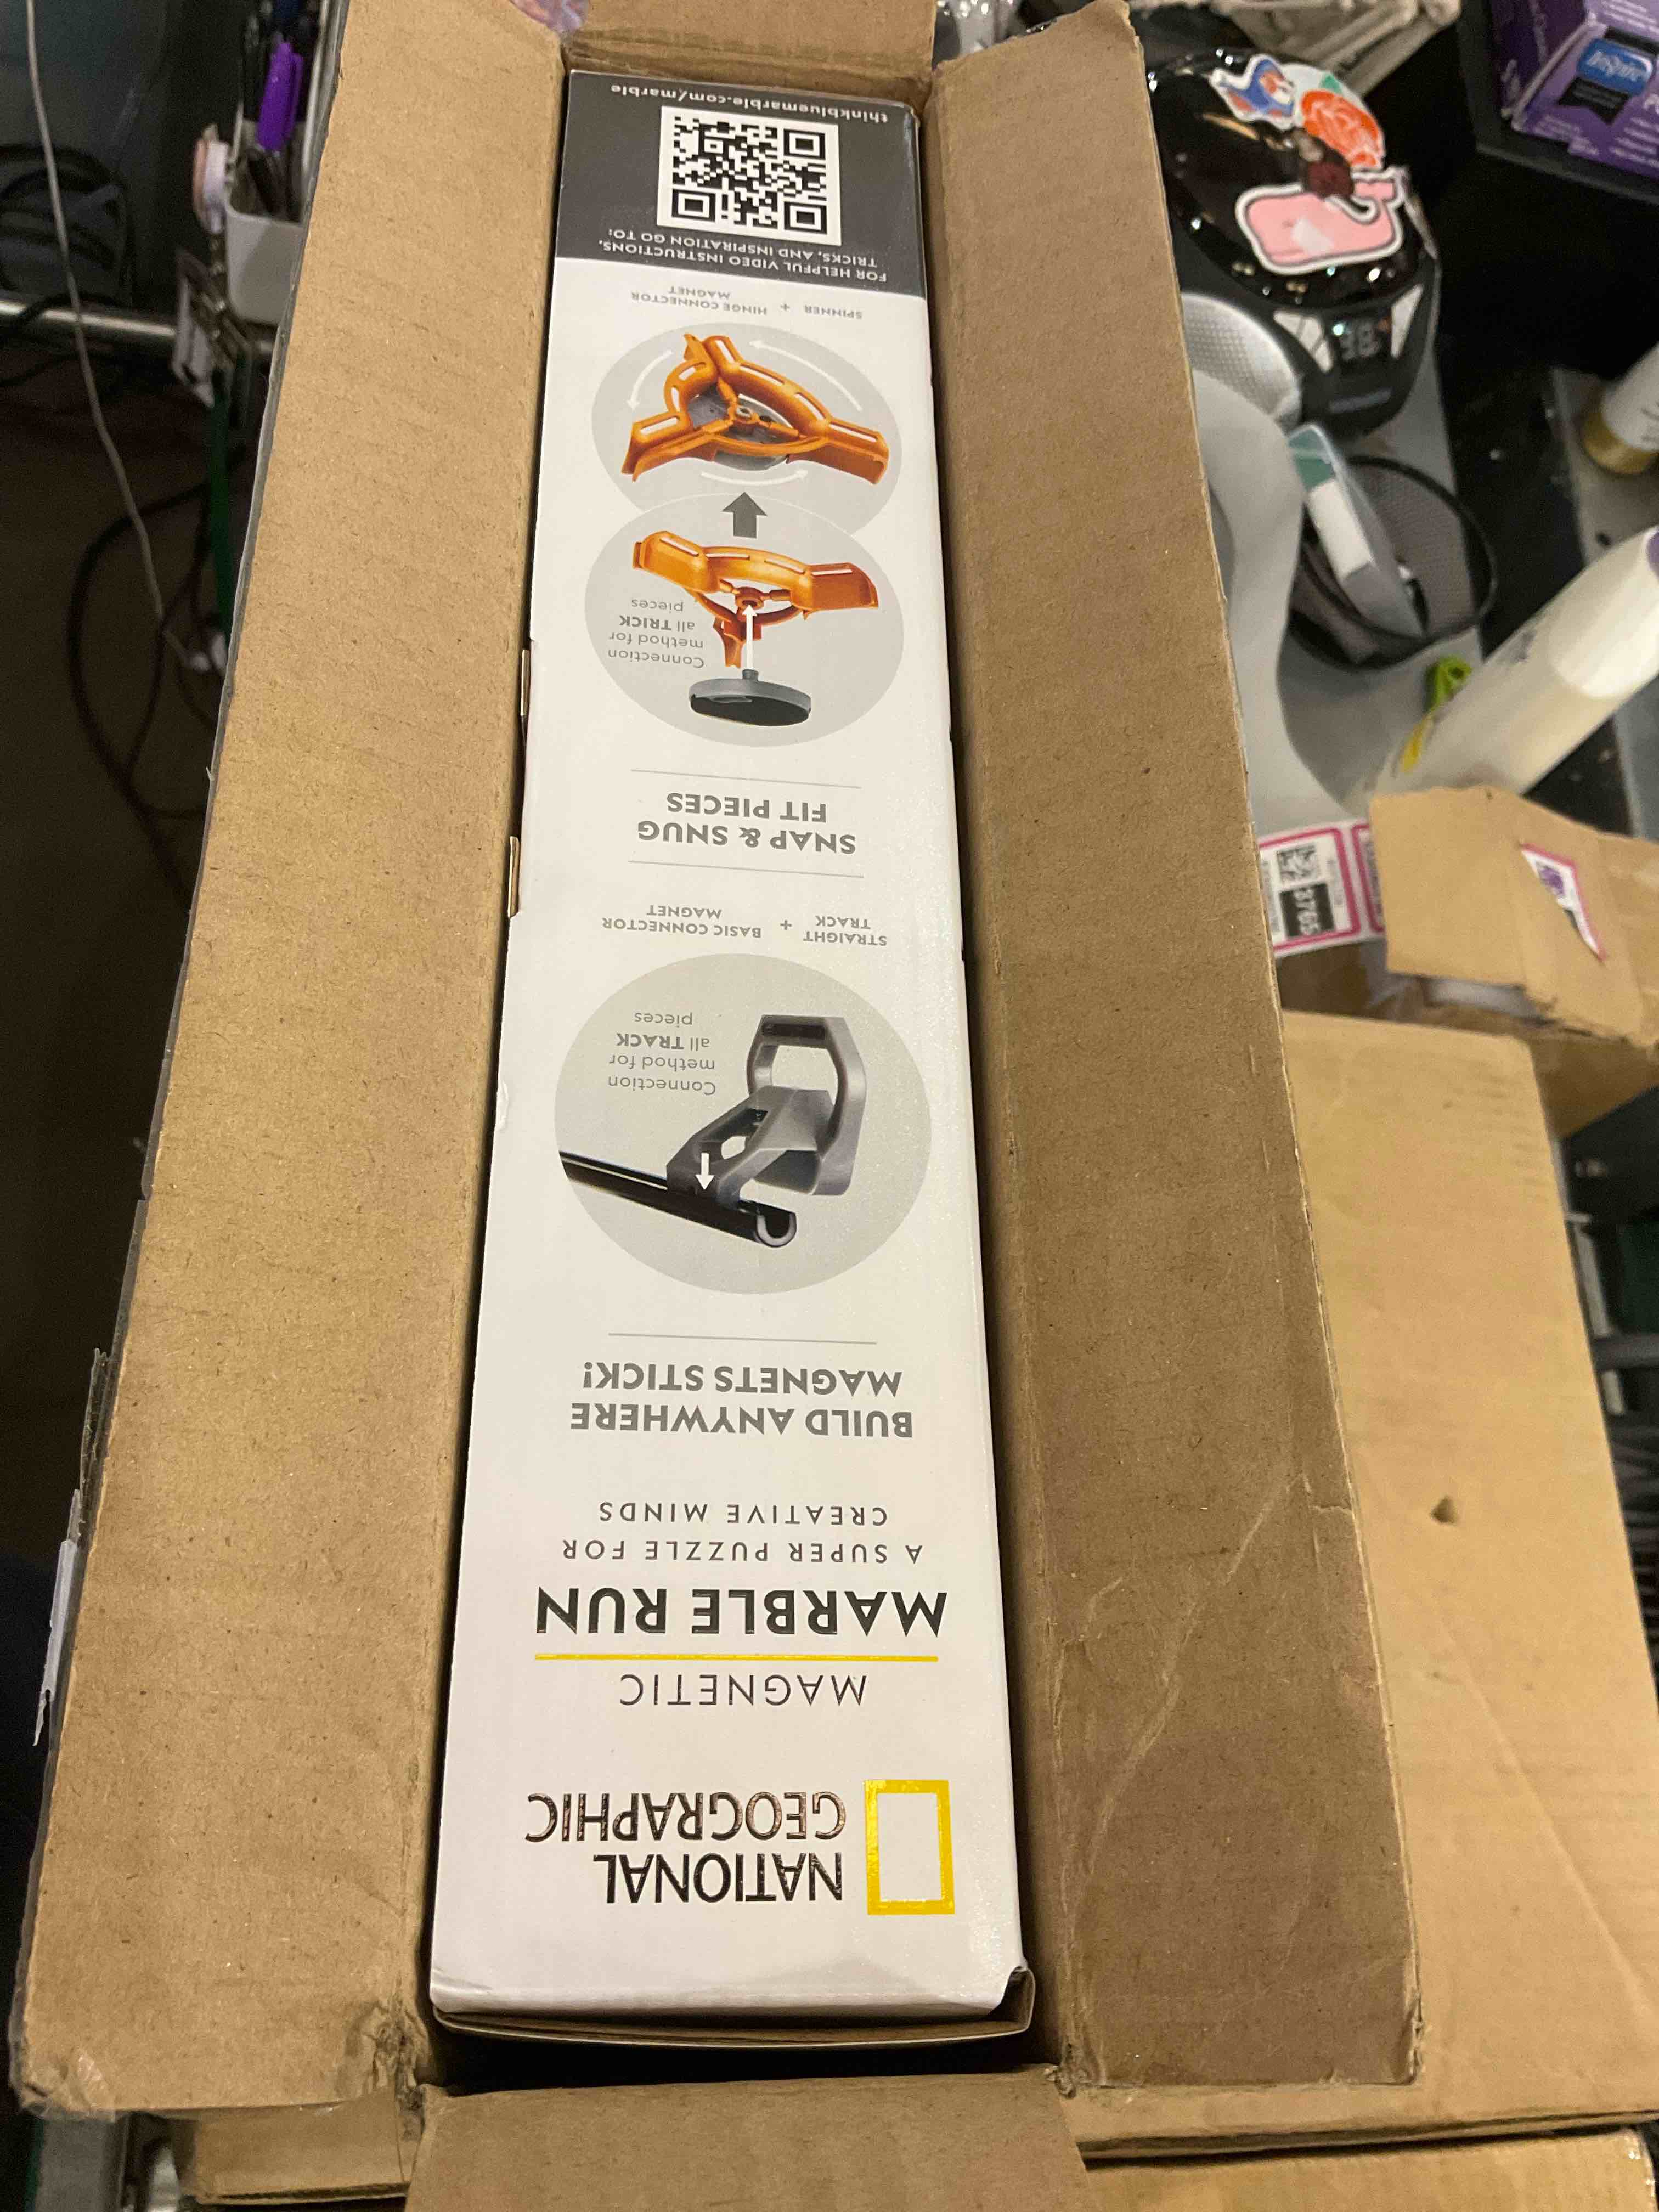 NATIONAL
GEOGRAPHIC
MAGNETIC
MARBLE RUN
A SUPER PUZZLE FOR
CREATIVE MINDS
BUILD ANYWHERE
MAGNETS STICK!
Connection
method for
all TRACK
pieces
STRAIGHT
TRACK
+
BASIC CONNECTOR
MAGNET
SNAP & SNUG
FIT PIECES
Connection
method for
all TRICK
pieces
SPINNER + HINGE CONNECTOR
MAGNET
FOR HELPFUL VIDEO INSTRUCTIONS,
TRICKS, AND INSPIRATION GO TO:
thinkbluemarble.com/marble